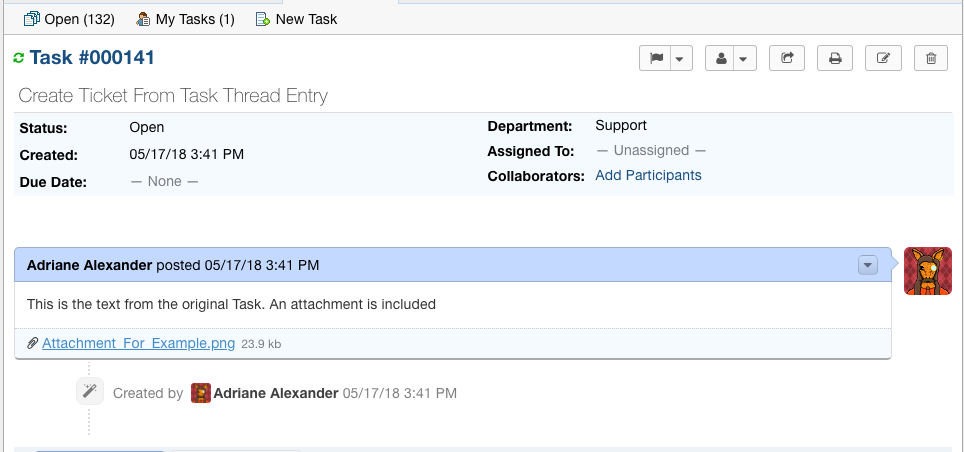 Open (132) My Tasks (1) New Task
Task #000141
Create Ticket From Task Thread Entry
Status: Open Department: Support
Created: 05/17/18 3:41 PM Assigned To: — Unassigned —
Due Date: — None — Collaborators: Add Participants
Adriane Alexander posted 05/17/18 3:41 PM
This is the text from the original Task. An attachment is included
Attachment_For_Example.png 23.9 kb
Created by Adriane Alexander 05/17/18 3:41 PM